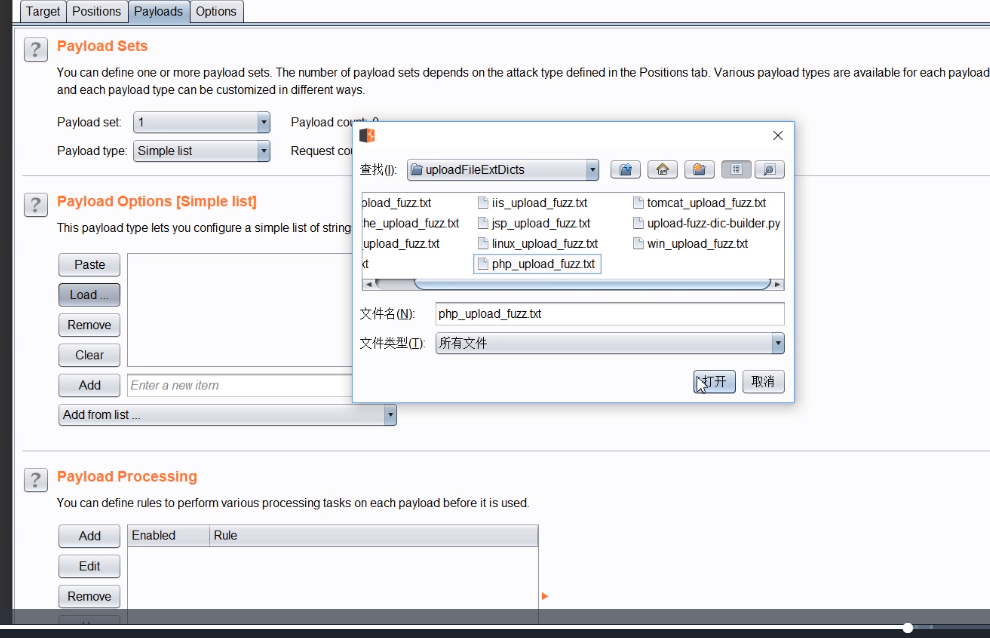 Target Positions Payloads Options
? Payload Sets
You can define one or more payload sets. The number of payload sets depends on the attack type defined in the Positions tab. Various payload types are available for each payload
and each payload type can be customized in different ways.
Payload set: 1 Payload count: 0
Payload type: Simple list Request cou
查找(I): uploadFileExtDicts
pload_fuzz.txt iis_upload_fuzz.txt tomcat_upload_fuzz.txt
he_upload_fuzz.txt jsp_upload_fuzz.txt upload-fuzz-dic-builder.py
upload_fuzz.txt linux_upload_fuzz.txt win_upload_fuzz.txt
xt php_upload_fuzz.txt
文件名(N): php_upload_fuzz.txt
文件类型(T): 所有文件
打开 取消
? Payload Options [Simple list]
This payload type lets you configure a simple list of string
Paste
Load ...
Remove
Clear
Add Enter a new item
Add from list ...
? Payload Processing
You can define rules to perform various processing tasks on each payload before it is used.
Add Enabled Rule
Edit
Remove